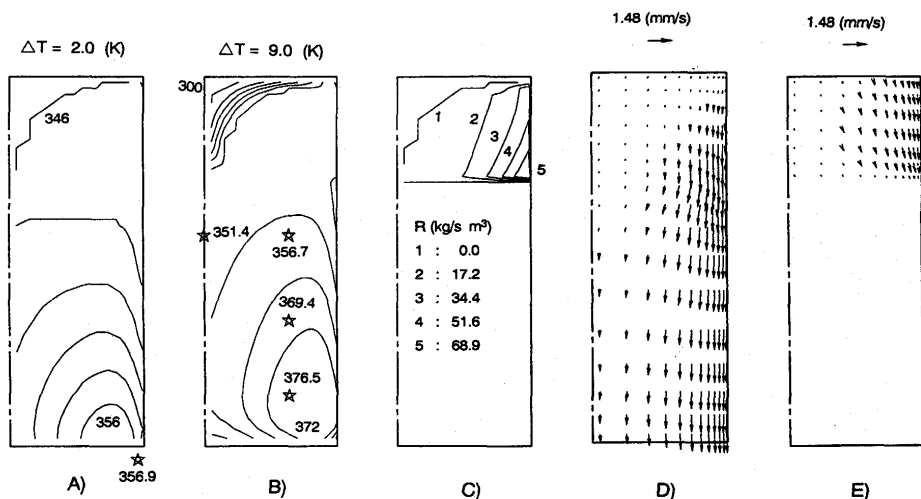 △T = 2.0 (K)
346
356
356.9
A)
△T = 9.0 (K)
300
351.4
356.7
369.4
376.5
372
B)
1
2
3
4
5
R (kg/s m³)
1 : 0.0
2 : 17.2
3 : 34.4
4 : 51.6
5 : 68.9
C)
1.48 (mm/s)
D)
1.48 (mm/s)
E)